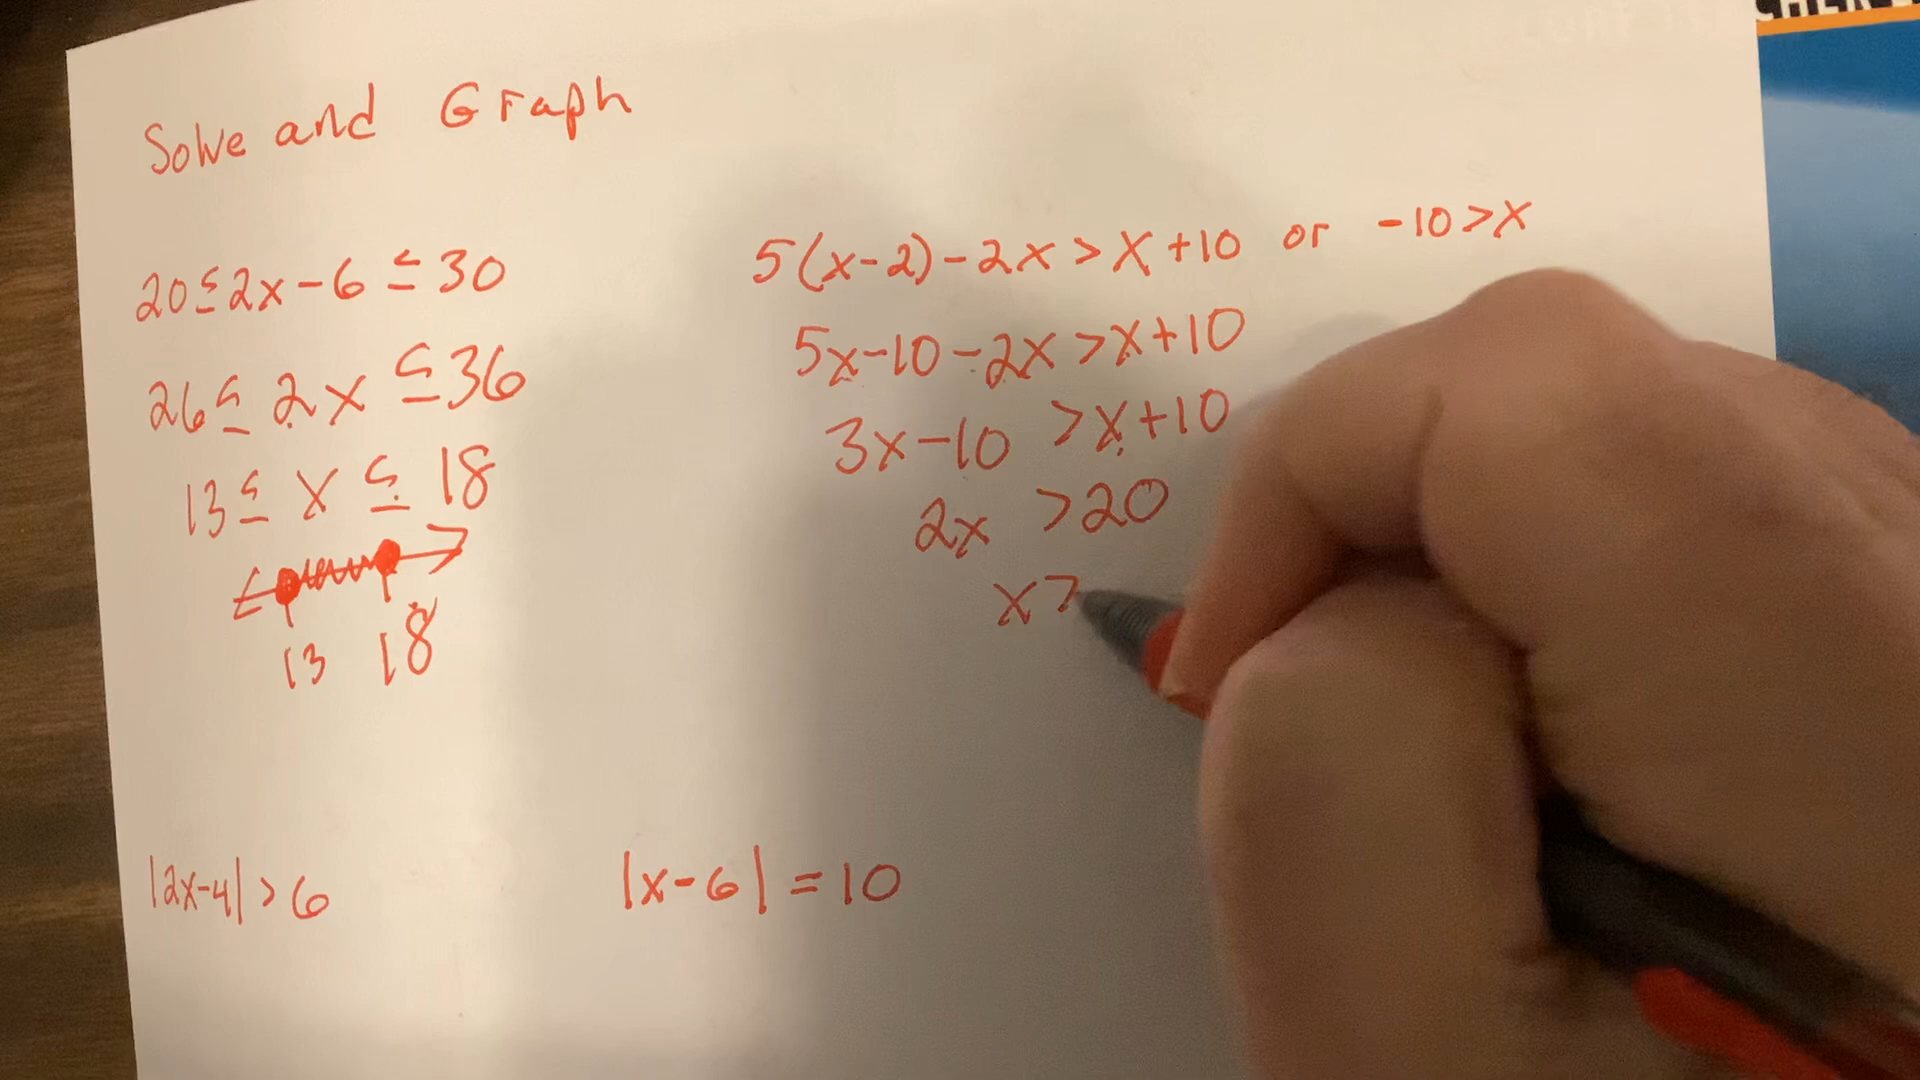 Solve and Graph
20≤2x-6≤30
26≤2x≤36
13≤x≤18
13 18
5(x-2)-2x>x+10 or -10>x
5x-10-2x>x+10
3x-10>x+10
2x>20
x>
|2x-4|>6
|x-6|=10